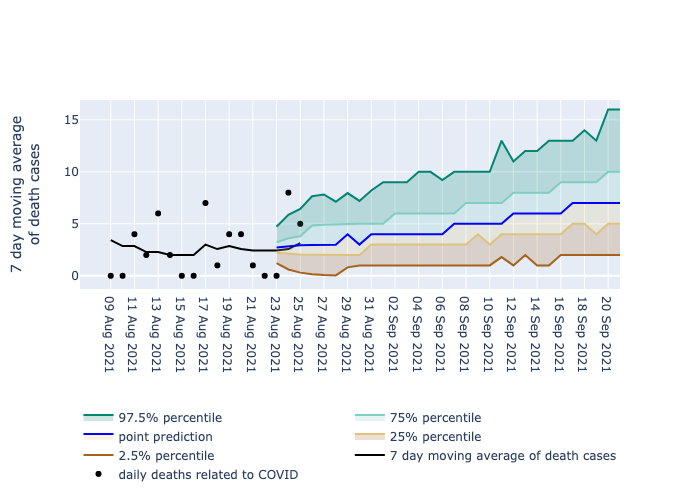 7 day moving average
of death cases
15
10
5
0
09 Aug 2021
11 Aug 2021
13 Aug 2021
15 Aug 2021
17 Aug 2021
19 Aug 2021
21 Aug 2021
23 Aug 2021
25 Aug 2021
27 Aug 2021
29 Aug 2021
31 Aug 2021
02 Sep 2021
04 Sep 2021
06 Sep 2021
08 Sep 2021
10 Sep 2021
12 Sep 2021
14 Sep 2021
16 Sep 2021
18 Sep 2021
20 Sep 2021
97.5% percentile
75% percentile
point prediction
25% percentile
2.5% percentile
7 day moving average of death cases
daily deaths related to COVID